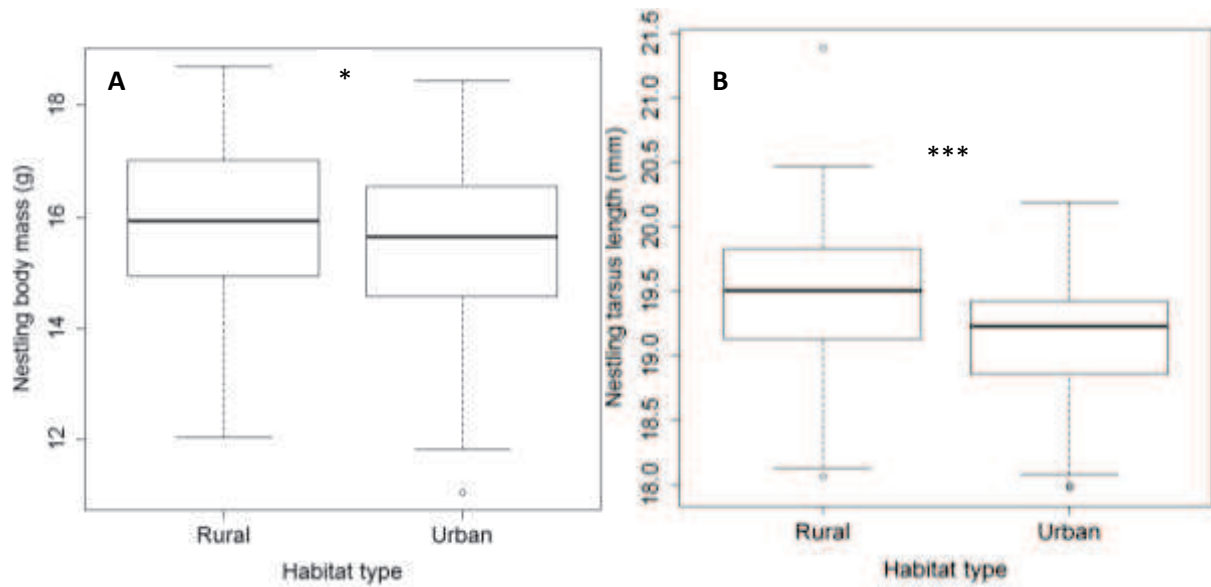 A
*
18
16
14
12
Nestling body mass (g)
Rural Urban
Habitat type
B
***
21.5
21.0
20.5
20.0
19.5
19.0
18.5
18.0
Nestling tarsus length (mm)
Rural Urban
Habitat type